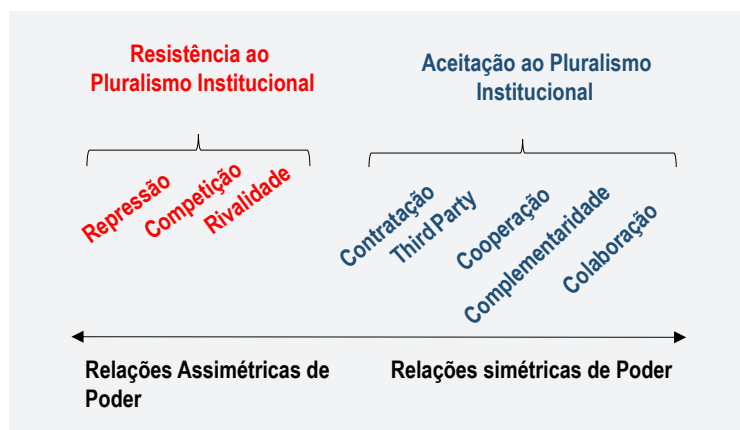 Resistência ao
Pluralismo Institucional
Aceitação ao Pluralismo
Institucional
Repressão
Competição
Rivalidade
Contratação
Third Party
Cooperação
Complementaridade
Colaboração
Relações Assimétricas de
Poder
Relações simétricas de Poder